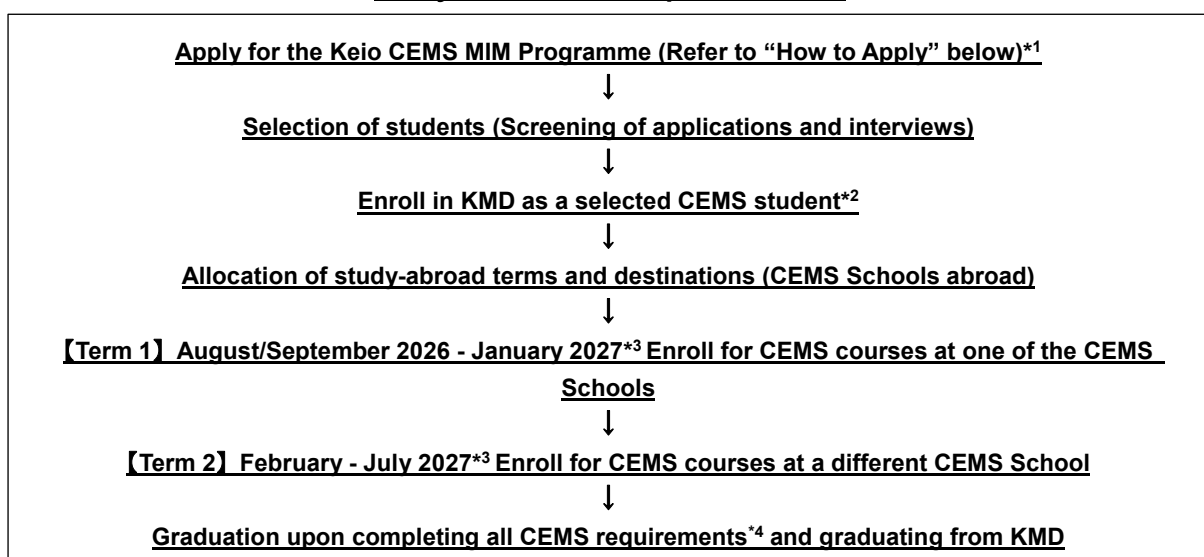 Apply for the Keio CEMS MIM Programme (Refer to “How to Apply” below)*1
↓
Selection of students (Screening of applications and interviews)
↓
Enroll in KMD as a selected CEMS student*2
↓
Allocation of study-abroad terms and destinations (CEMS Schools abroad)
↓
【Term 1】August/September 2026 - January 2027*3 Enroll for CEMS courses at one of the CEMS
Schools
↓
【Term 2】February - July 2027*3 Enroll for CEMS courses at a different CEMS School
↓
Graduation upon completing all CEMS requirements*4 and graduating from KMD